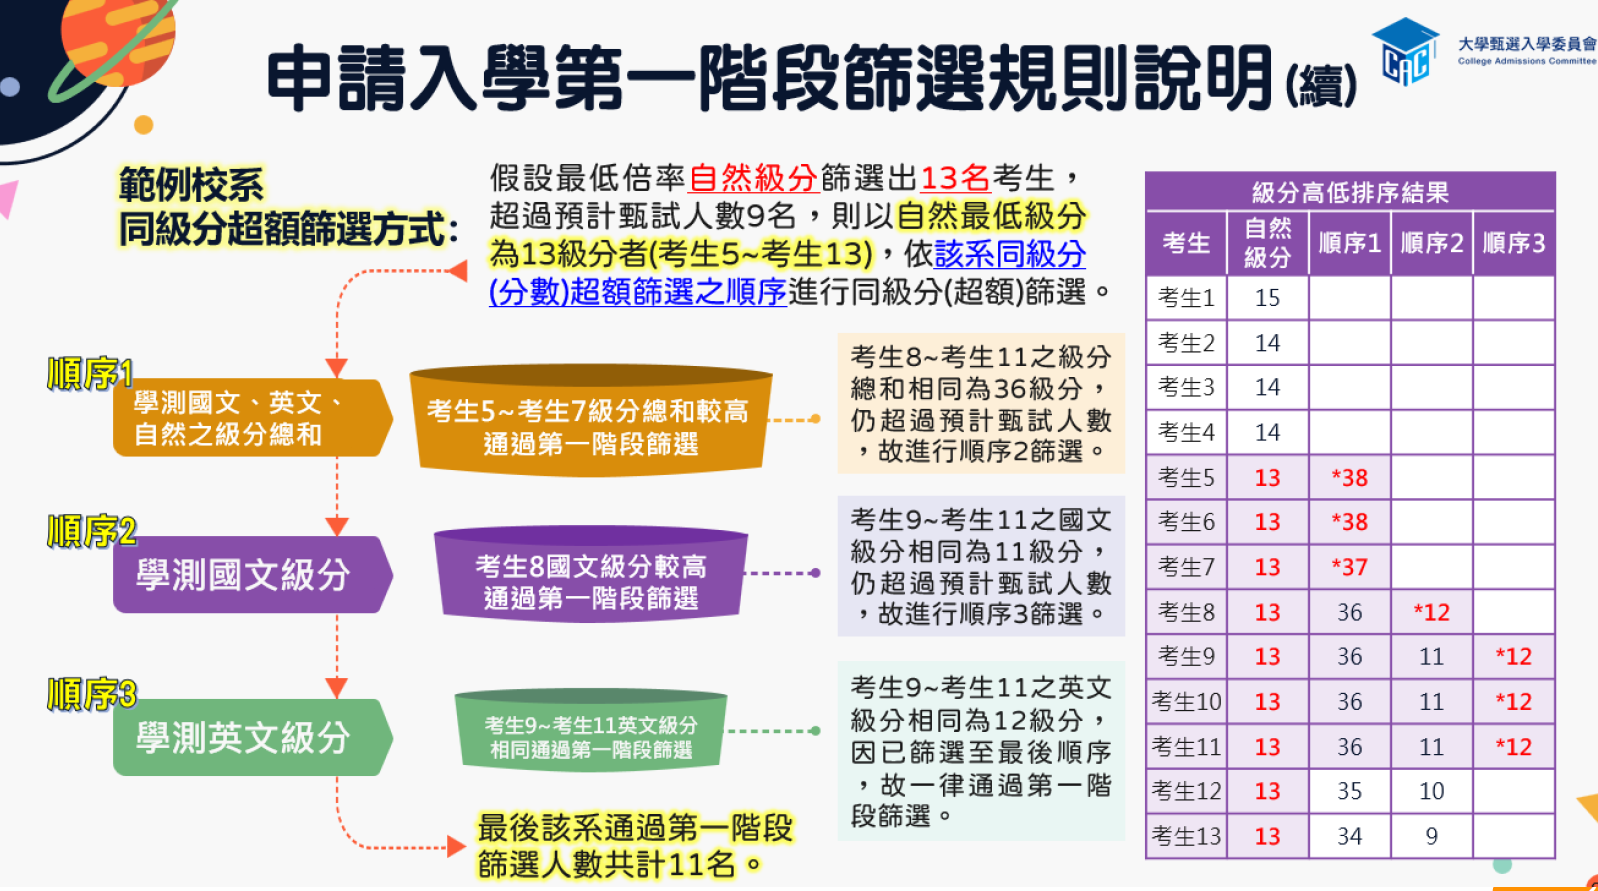 申請入學第一階段篩選規則說明(續)
大學甄選入學委員會
College Admissions Committee
CAC
範例校系
同級分超額篩選方式：
假設最低倍率自然級分篩選出13名考生，
超過預計甄試人數9名，則以自然最低級分
為13級分者(考生5~考生13)，依該系同級分
(分數)超額篩選之順序進行同級分(超額)篩選。
順序1
學測國文、英文、
自然之級分總和
考生5~考生7級分總和較高
通過第一階段篩選
考生8~考生11之級分
總和相同為36級分，
仍超過預計甄試人數
，故進行順序2篩選。
順序2
學測國文級分
考生8國文級分較高
通過第一階段篩選
考生9~考生11之國文
級分相同為11級分，
仍超過預計甄試人數
，故進行順序3篩選。
順序3
學測英文級分
考生9~考生11英文級分
相同通過第一階段篩選
考生9~考生11之英文
級分相同為12級分，
因已篩選至最後順序
，故一律通過第一階
段篩選。
最後該系通過第一階段
篩選人數共計11名。
級分高低排序結果
考生 自然級分 順序1 順序2 順序3
考生1 15
考生2 14
考生3 14
考生4 14
考生5 13 *38
考生6 13 *38
考生7 13 *37
考生8 13 36 *12
考生9 13 36 11 *12
考生10 13 36 11 *12
考生11 13 36 11 *12
考生12 13 35 10
考生13 13 34 9